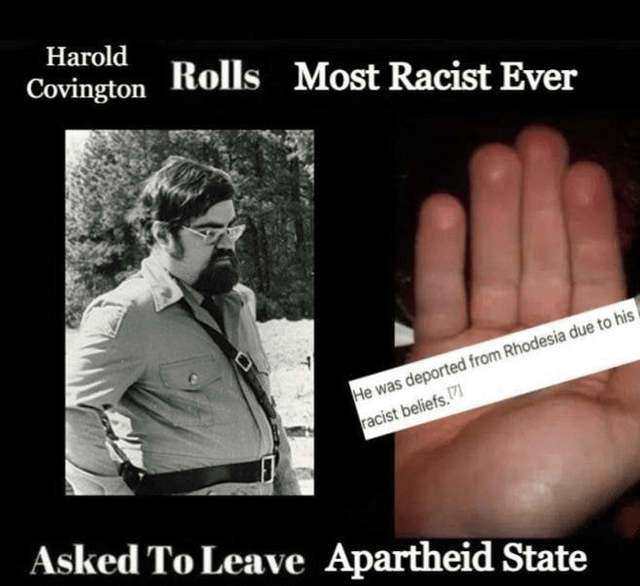 Harold Covington Rolls Most Racist Ever
He was deported from Rhodesia due to his
racist beliefs.[7]
Asked To Leave Apartheid State